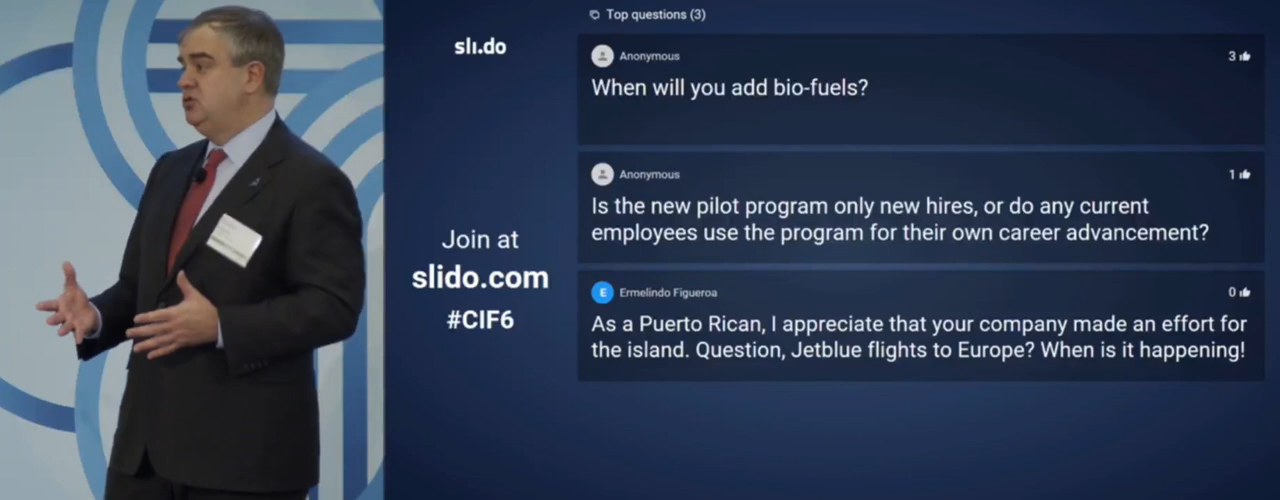 Top questions (3)
sli.do
Anonymous
3
When will you add bio-fuels?
Anonymous
1
Is the new pilot program only new hires, or do any current
employees use the program for their own career advancement?
Join at
slido.com
#CIF6
E
Ermelindo Figueroa
0
As a Puerto Rican, I appreciate that your company made an effort for
the island. Question, Jetblue flights to Europe? When is it happening!